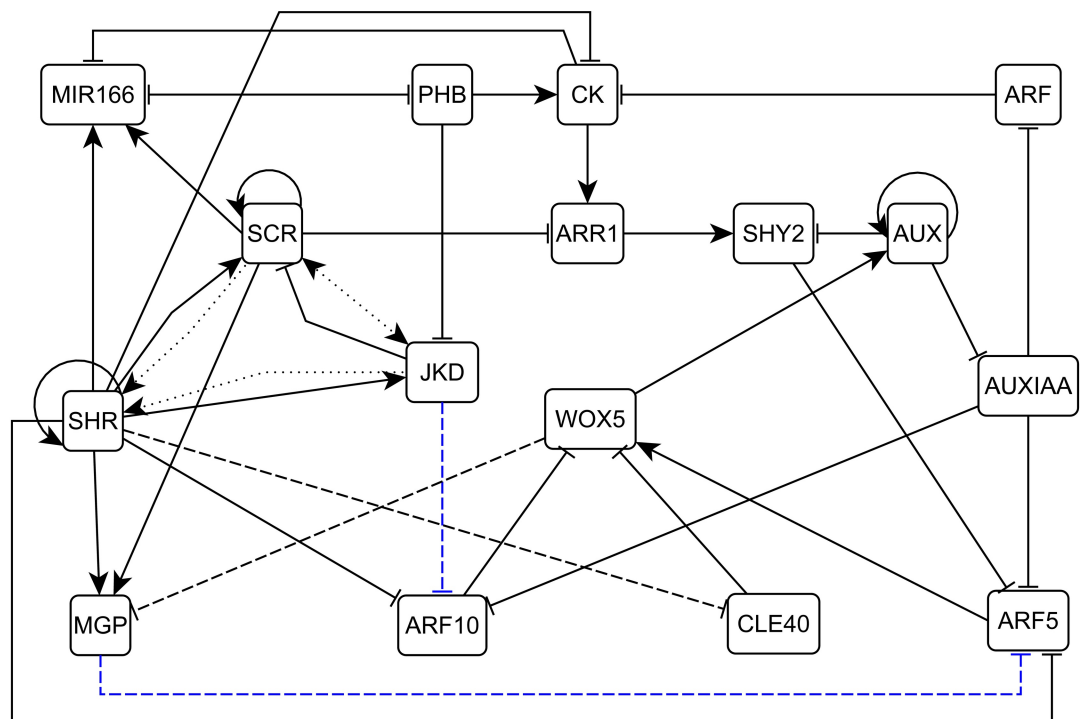 MIR166
PHB
CK
ARF
SCR
ARR1
SHY2
AUX
JKD
AUXIAA
SHR
WOX5
MGP
ARF10
CLE40
ARF5